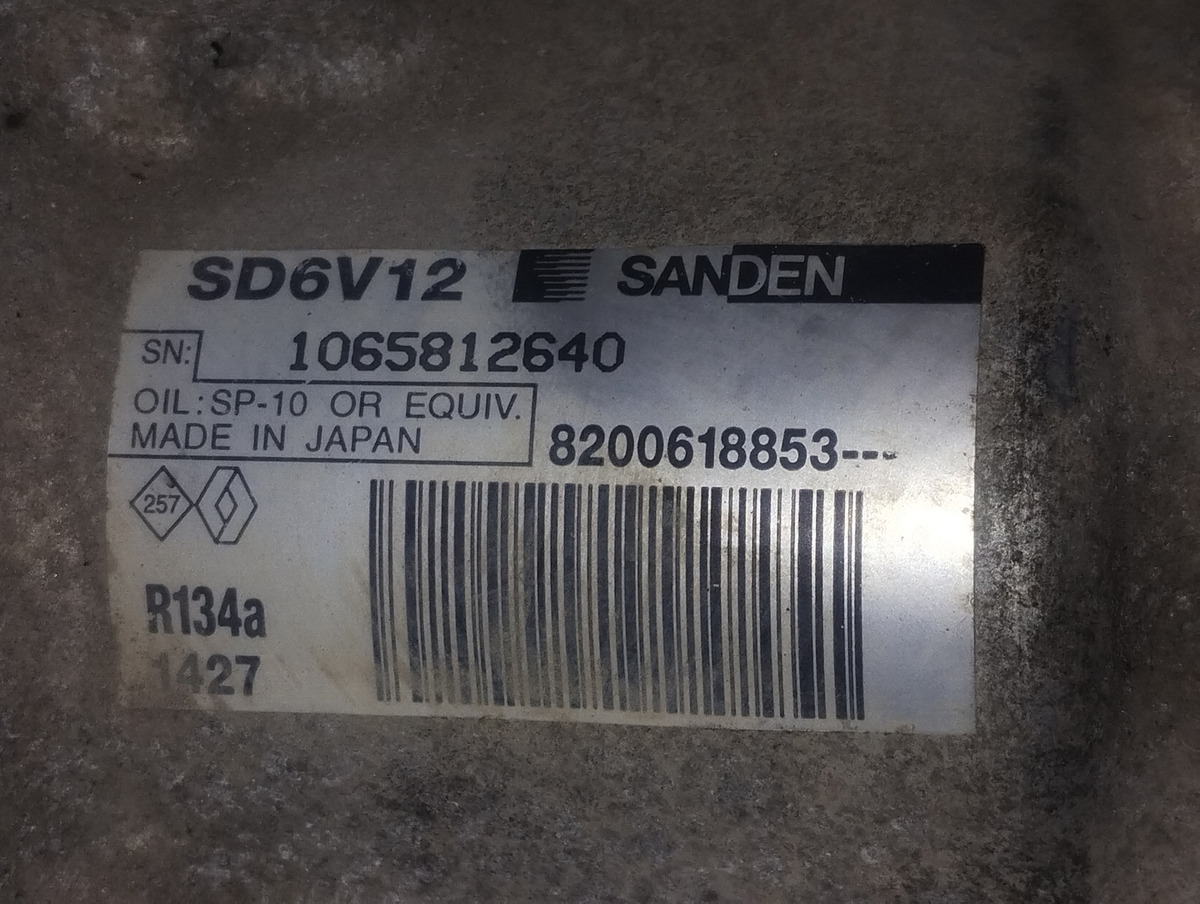 SD6V12 SANDEN
SN: 1065812640
OIL: SP-10 OR EQUIV.
MADE IN JAPAN
8200618853---
257
R134a
1427